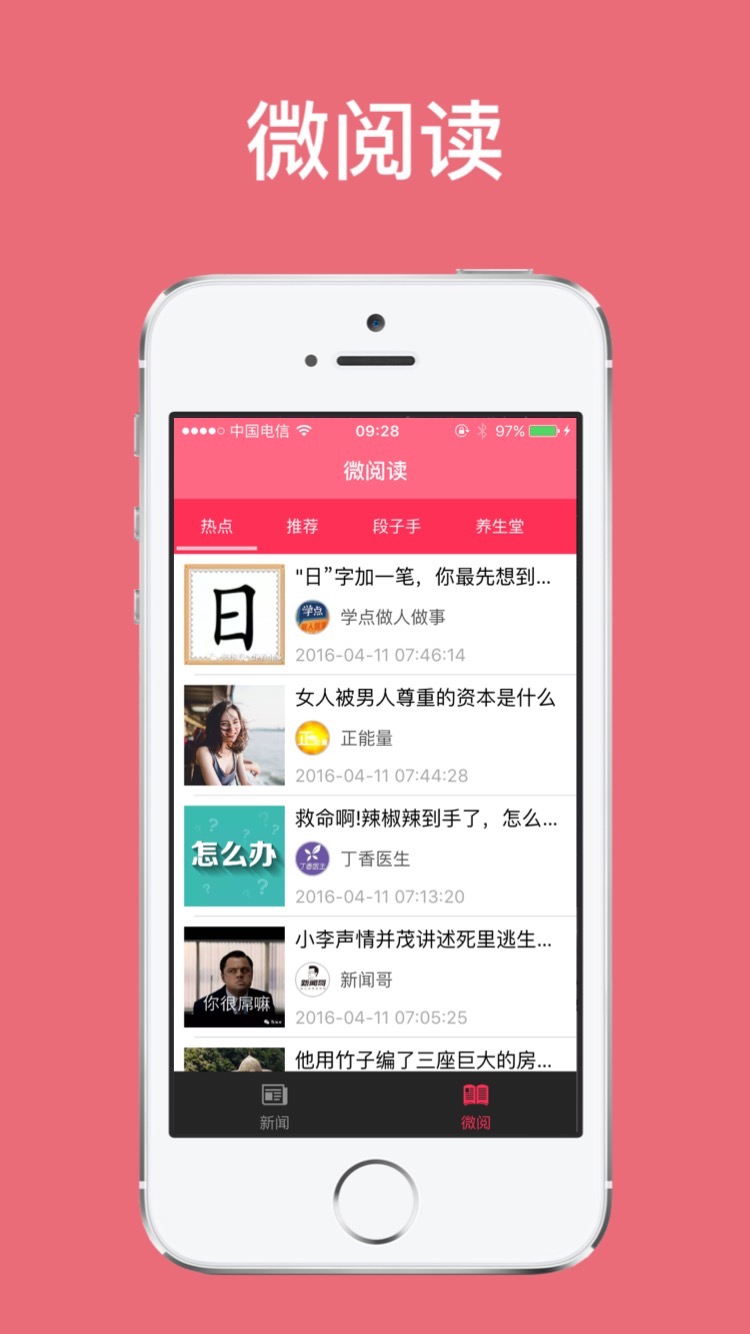 微阅读
中国电信 09:28 97%
微阅读
热点 推荐 段子手 养生堂
日
"日”字加一笔，你最先想到...
学点
学点做人做事
2016-04-11 07:46:14
女人被男人尊重的资本是什么
正
正能量
2016-04-11 07:44:28
怎么办
救命啊!辣椒辣到手了，怎么...
丁香医生
丁香医生
2016-04-11 07:13:20
你很屌嘛
小李声情并茂讲述死里逃生...
新闻哥
新闻哥
2016-04-11 07:05:25
他用竹子编了三座巨大的房...
新闻 微阅